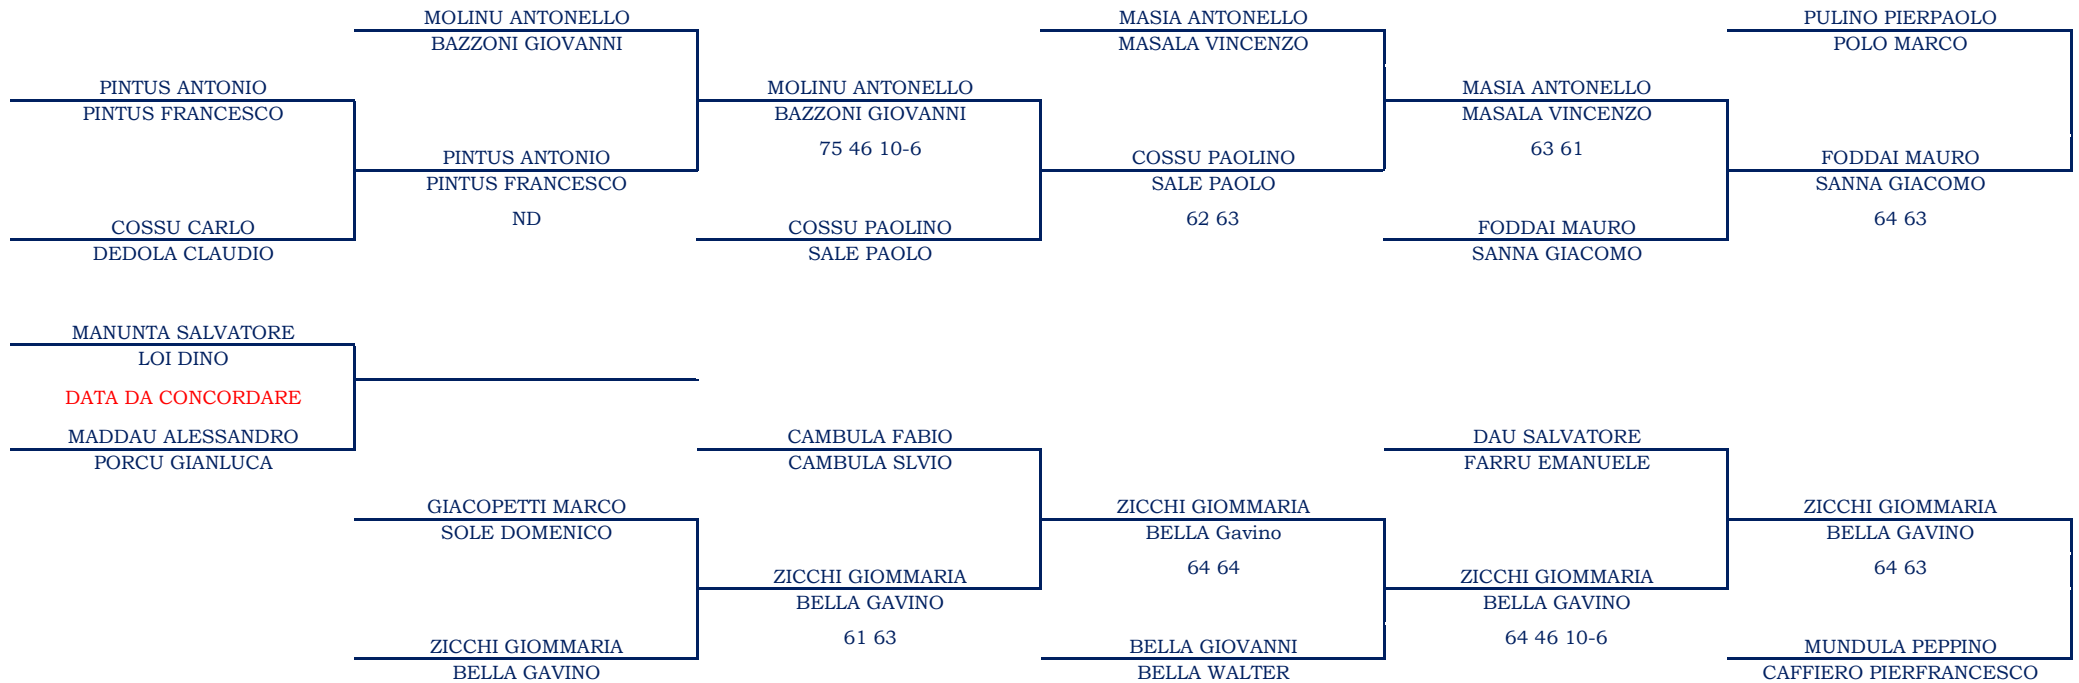 MOLINU ANTONELLO
BAZZONI GIOVANNI
MASIA ANTONELLO
MASALA VINCENZO
PULINO PIERPAOLO
POLO MARCO
PINTUS ANTONIO
PINTUS FRANCESCO
MOLINU ANTONELLO
BAZZONI GIOVANNI
75 46 10-6
MASIA ANTONELLO
MASALA VINCENZO
63 61
PINTUS ANTONIO
PINTUS FRANCESCO
ND
COSSU PAOLINO
SALE PAOLO
62 63
FODDAI MAURO
SANNA GIACOMO
64 63
COSSU CARLO
DEDOLA CLAUDIO
COSSU PAOLINO
SALE PAOLO
FODDAI MAURO
SANNA GIACOMO
MANUNTA SALVATORE
LOI DINO
DATA DA CONCORDARE
MADDAU ALESSANDRO
PORCU GIANLUCA
CAMBULA FABIO
CAMBULA SLVIO
DAU SALVATORE
FARRU EMANUELE
GIACOPETTI MARCO
SOLE DOMENICO
ZICCHI GIOMMARIA
BELLA Gavino
64 64
ZICCHI GIOMMARIA
BELLA GAVINO
64 63
ZICCHI GIOMMARIA
BELLA GAVINO
61 63
ZICCHI GIOMMARIA
BELLA GAVINO
64 46 10-6
ZICCHI GIOMMARIA
BELLA GAVINO
BELLA GIOVANNI
BELLA WALTER
MUNDULA PEPPINO
CAFFIERO PIERFRANCESCO